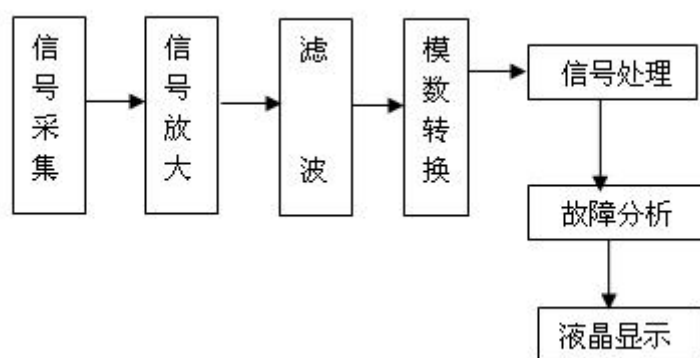 信号采集
信号放大
滤波
模数转换
信号处理
故障分析
液晶显示